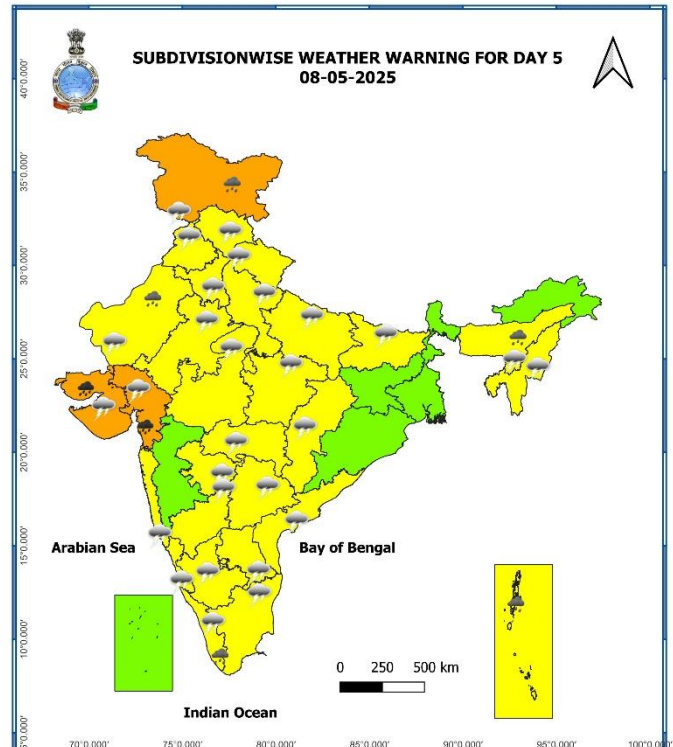 SUBDIVISIONWISE WEATHER WARNING FOR DAY 5
08-05-2025
40°0.000'
35°0.000'
30°0.000'
25°0.000'
20°0.000'
15°0.000'
10°0.000'
5°0.000'
Arabian Sea
Bay of Bengal
0 250 500 km
Indian Ocean
70°0.000' 75°0.000' 80°0.000' 85°0.000' 90°0.000' 95°0.000' 100°0.000'